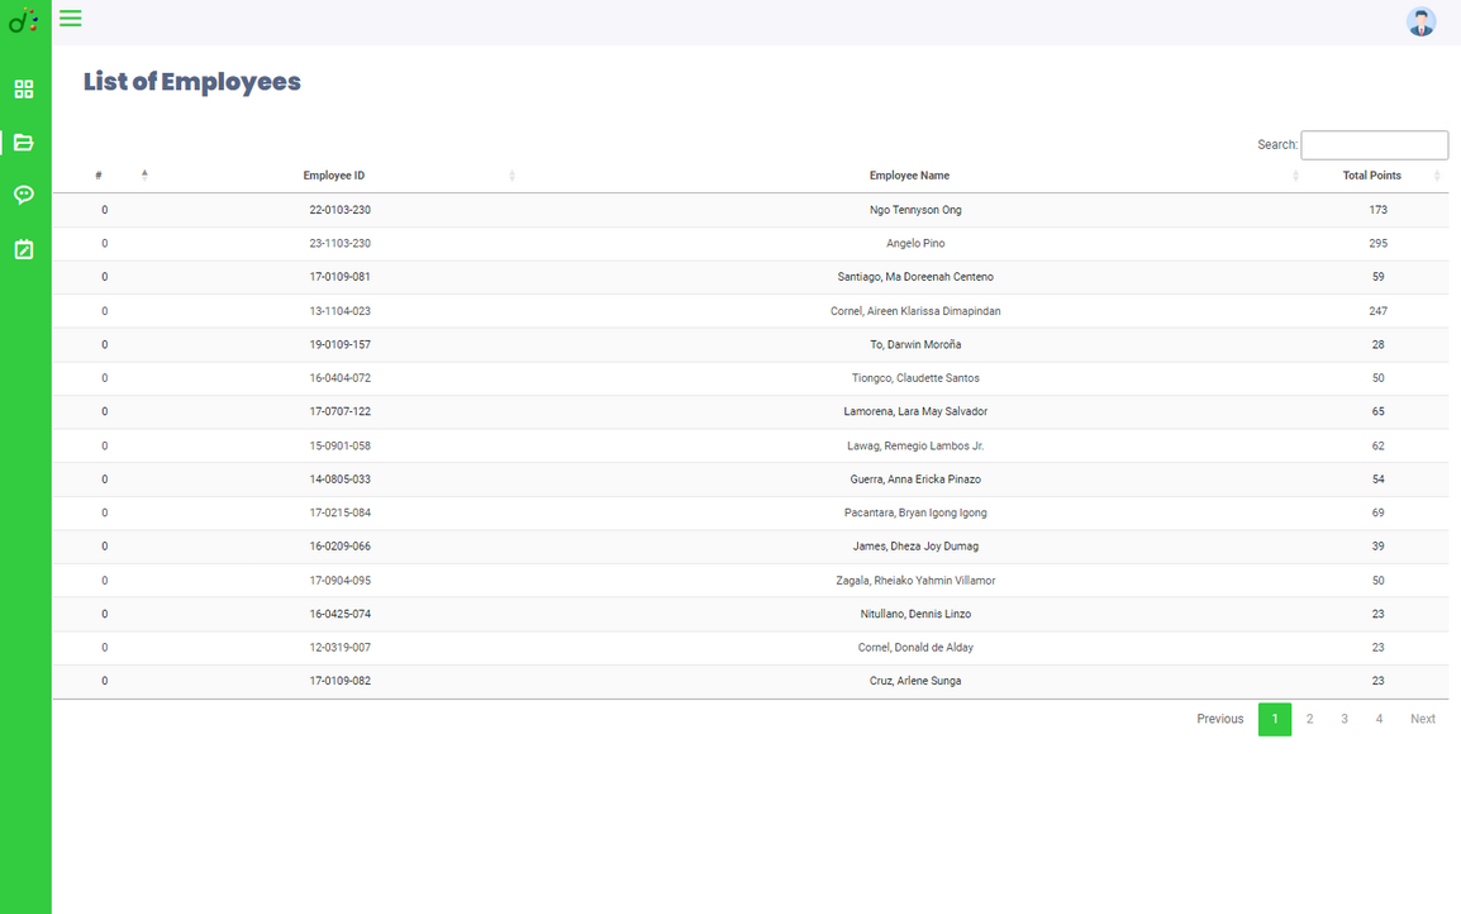 List of Employees
Search:
# Employee ID Employee Name Total Points
0 22-0103-230 Ngo Tennyson Ong 173
0 23-1103-230 Angelo Pino 295
0 17-0109-081 Santiago, Ma Doreenah Centeno 59
0 13-1104-023 Cornel, Aireen Klarissa Dimapindan 247
0 19-0109-157 To, Darwin Moroña 28
0 16-0404-072 Tiongco, Claudette Santos 50
0 17-0707-122 Lamorena, Lara May Salvador 65
0 15-0901-058 Lawag, Remegio Lambos Jr. 62
0 14-0805-033 Guerra, Anna Ericka Pinazo 54
0 17-0215-084 Pacantara, Bryan Igong Igong 69
0 16-0209-066 James, Dheza Joy Dumag 39
0 17-0904-095 Zagala, Rheiako Yahmin Villamor 50
0 16-0425-074 Nitullano, Dennis Linzo 23
0 12-0319-007 Cornel, Donald de Alday 23
0 17-0109-082 Cruz, Arlene Sunga 23
Previous 1 2 3 4 Next